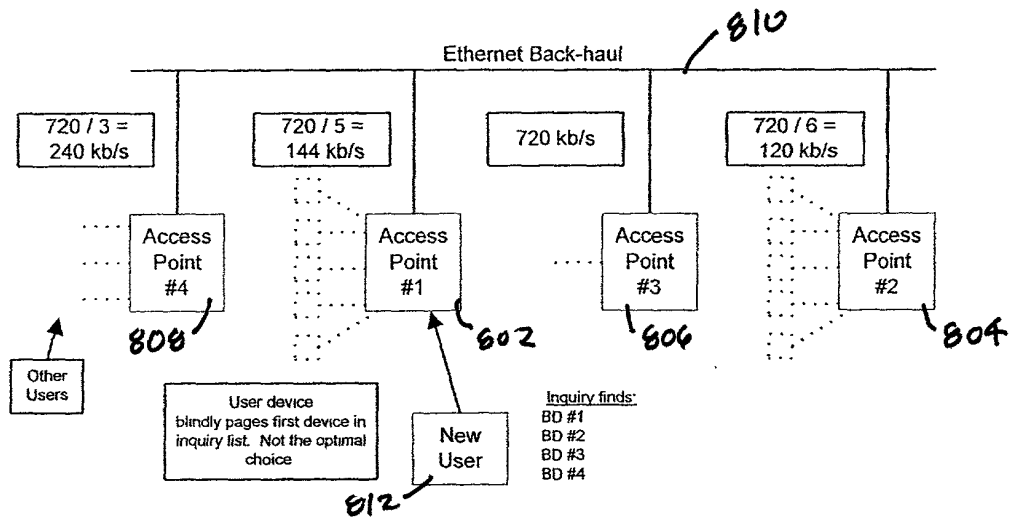 810
Ethernet Back-haul
720 / 3 =
240 kb/s
720 / 5 =
144 kb/s
720 kb/s
720 / 6 =
120 kb/s
Access
Point
#4
Access
Point
#1
Access
Point
#3
Access
Point
#2
808
802
806
804
Other
Users
User device
blindly pages first device in
inquiry list. Not the optimal
choice
New
User
812
Inquiry finds:
BD #1
BD #2
BD #3
BD #4